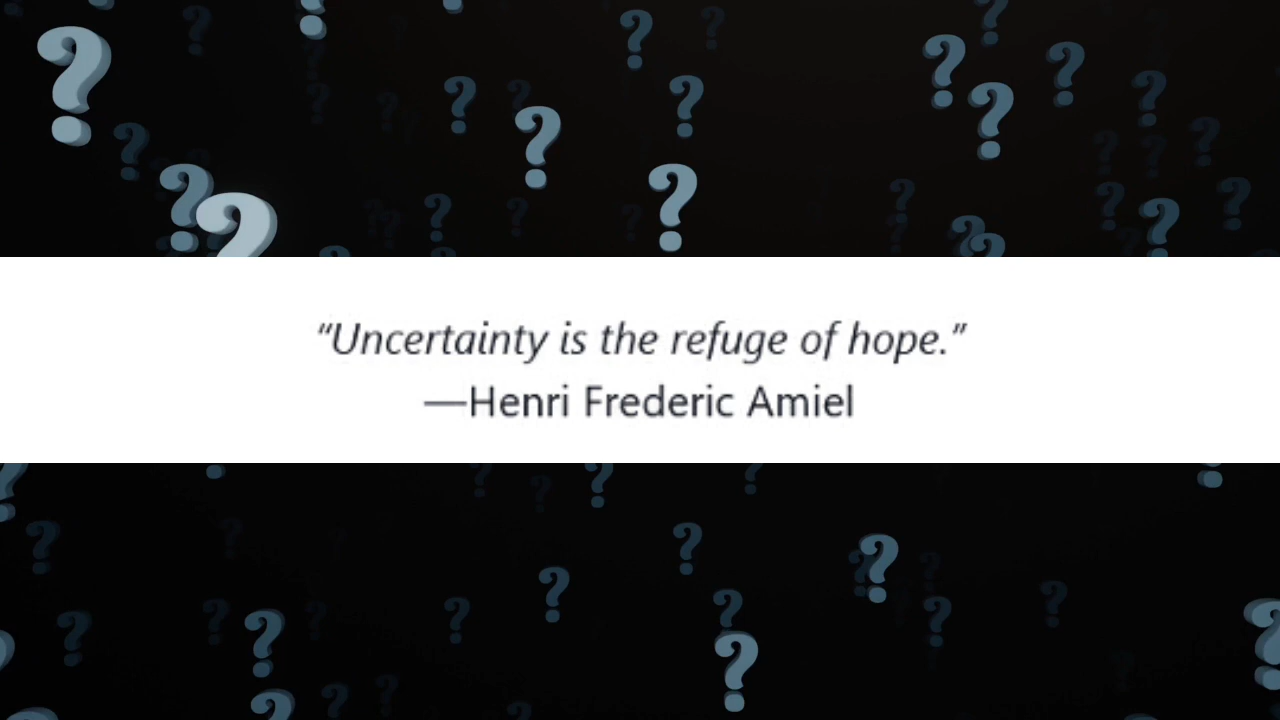 “Uncertainty is the refuge of hope.”
—Henri Frederic Amiel